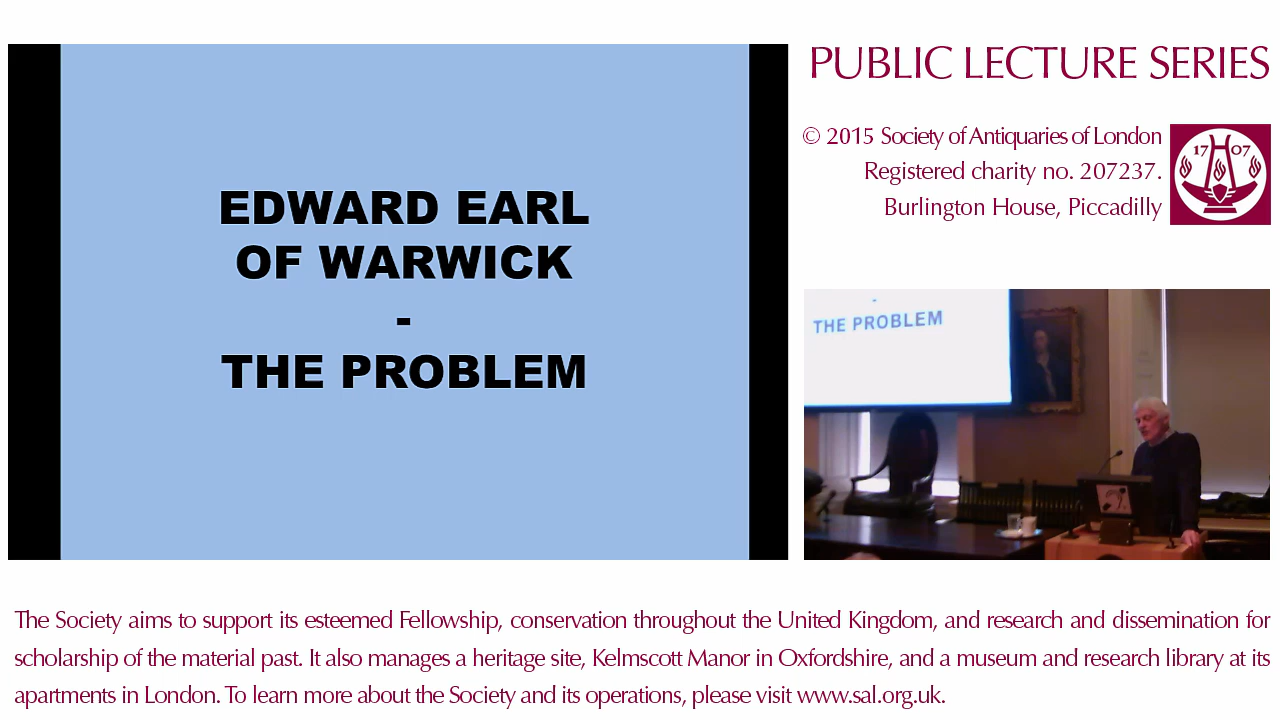 EDWARD EARL
OF WARWICK
-
THE PROBLEM
PUBLIC LECTURE SERIES
© 2015 Society of Antiquaries of London
Registered charity no. 207237.
Burlington House, Piccadilly
17 07
-
THE PROBLEM
The Society aims to support its esteemed Fellowship, conservation throughout the United Kingdom, and research and dissemination for
scholarship of the material past. It also manages a heritage site, Kelmscott Manor in Oxfordshire, and a museum and research library at its
apartments in London. To learn more about the Society and its operations, please visit www.sal.org.uk.